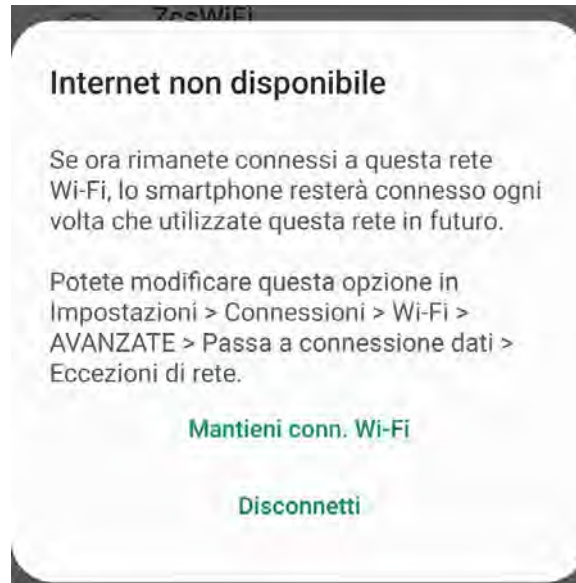 ZcsWiFi
Internet non disponibile
Se ora rimanete connessi a questa rete
Wi-Fi, lo smartphone resterà connesso ogni
volta che utilizzate questa rete in futuro.
Potete modificare questa opzione in
Impostazioni > Connessioni > Wi-Fi >
AVANZATE > Passa a connessione dati >
Eccezioni di rete.
Mantieni conn. Wi-Fi
Disconnetti